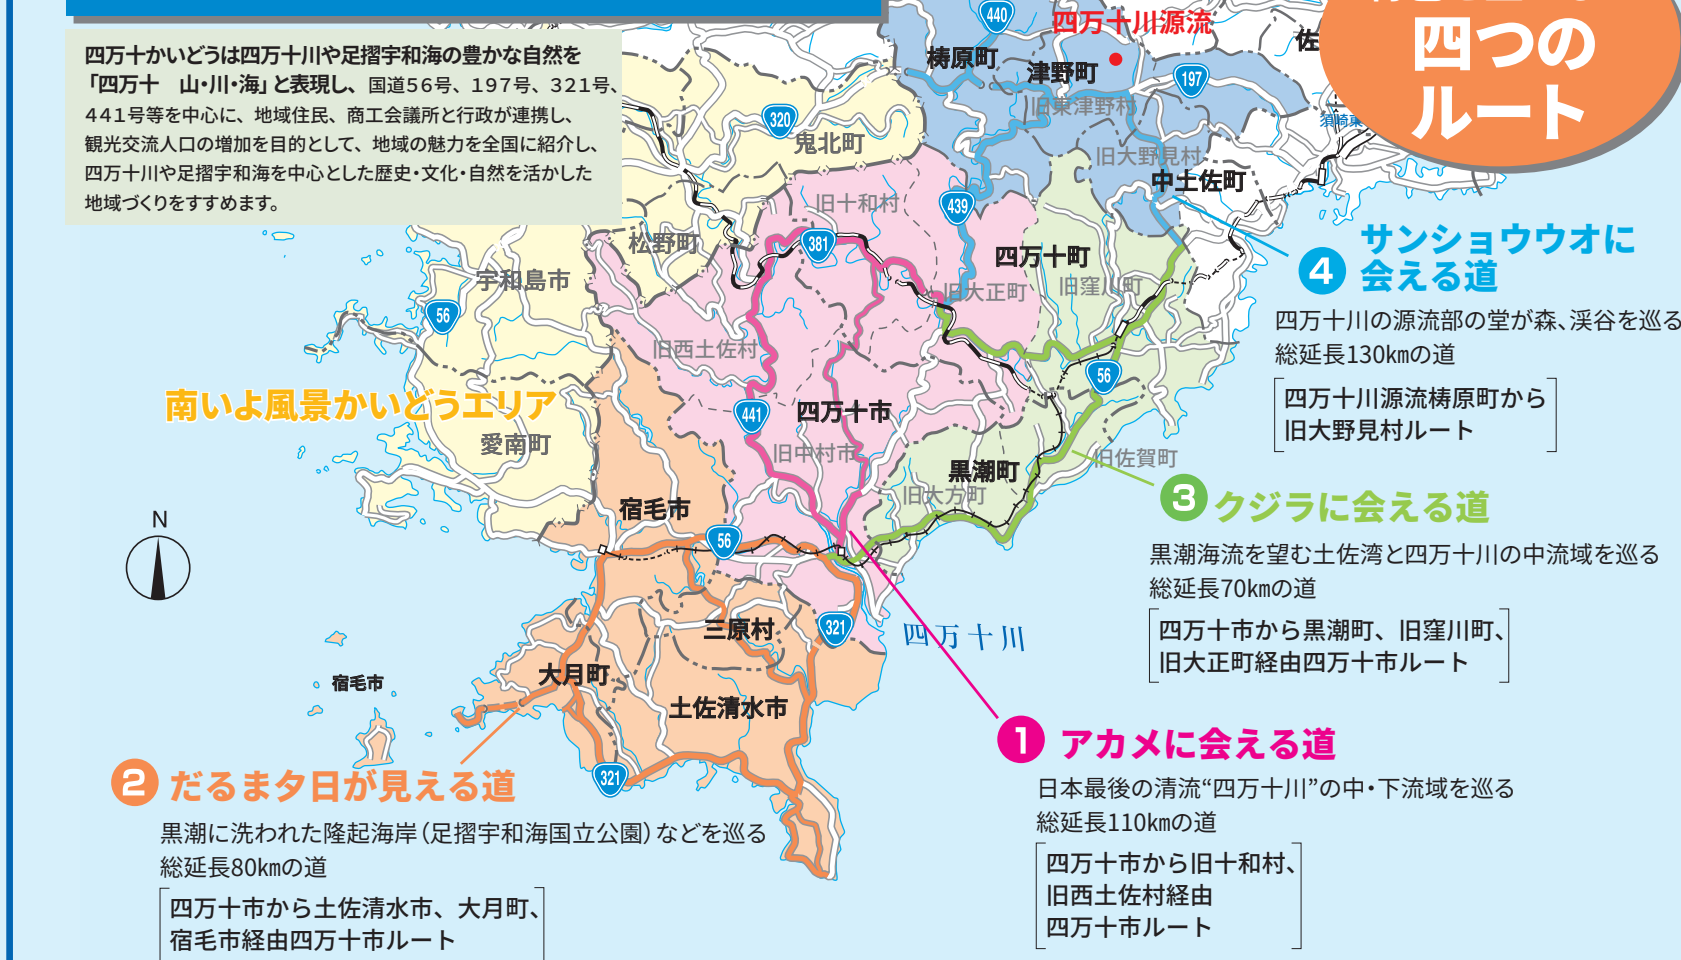 四つの
ルート
四万十かいどうは四万十川や足摺宇和海の豊かな自然を
「四万十　山・川・海」と表現し、国道56号、197号、321号、
441号等を中心に、地域住民、商工会議所と行政が連携し、
観光交流人口の増加を目的として、地域の魅力を全国に紹介し、
四万十川や足摺宇和海を中心とした歴史・文化・自然を活かした
地域づくりをすすめます。
440
四万十川源流
佐
梼原町
津野町
197
旧東津野村
320
須崎東
鬼北町
旧大野見村
中土佐町
旧十和村
439
松野町
381
四万十町
宇和島市
旧大正町
旧窪川町
56
旧西土佐村
56
南いよ風景かいどうエリア
441
四万十市
愛南町
旧中村市
黒潮町
旧佐賀町
旧大方町
宿毛市
N
56
三原村
321
四万十川
大月町
宿毛市
土佐清水市
321
4 サンショウウオに
会える道
四万十川の源流部の堂が森、渓谷を巡る
総延長130㎞の道
四万十川源流梼原町から
旧大野見村ルート
3 クジラに会える道
黒潮海流を望む土佐湾と四万十川の中流域を巡る
総延長70㎞の道
四万十市から黒潮町、旧窪川町、
旧大正町経由四万十市ルート
1 アカメに会える道
日本最後の清流“四万十川”の中・下流域を巡る
総延長110㎞の道
四万十市から旧十和村、
旧西土佐村経由
四万十市ルート
2 だるま夕日が見える道
黒潮に洗われた隆起海岸（足摺宇和海国立公園）などを巡る
総延長80㎞の道
四万十市から土佐清水市、大月町、
宿毛市経由四万十市ルート